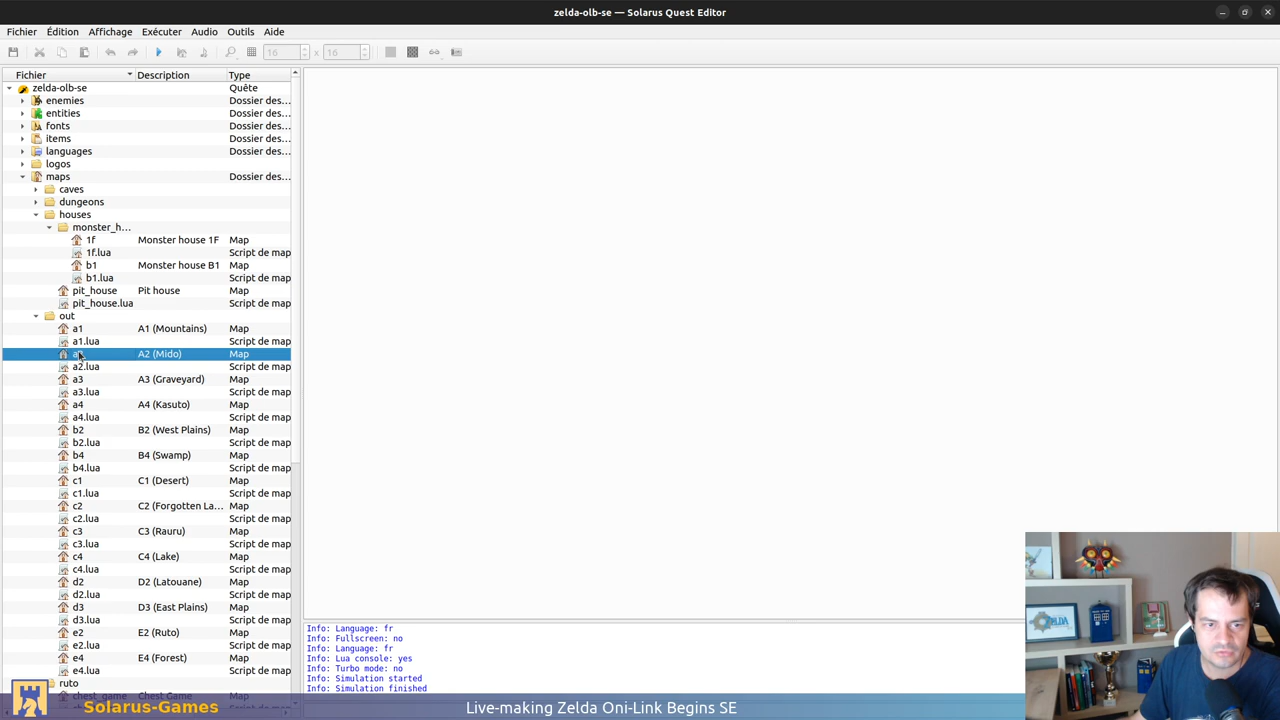 zelda-olb-se — Solarus Quest Editor
Fichier Édition Affichage Exécuter Audio Outils Aide
16 x 16
Fichier Description Type
zelda-olb-se Quête
enemies Dossier des...
entities Dossier des...
fonts Dossier des...
items Dossier des...
languages Dossier des...
logos
maps Dossier des...
caves
dungeons
houses
monster_h...
1f Monster house 1F Map
1f.lua Script de map
b1 Monster house B1 Map
b1.lua Script de map
pit_house Pit house Map
pit_house.lua Script de map
out
a1 A1 (Mountains) Map
a1.lua Script de map
A2 (Mido) Map
a2.lua Script de map
a3 A3 (Graveyard) Map
a3.lua Script de map
a4 A4 (Kasuto) Map
a4.lua Script de map
b2 B2 (West Plains) Map
b2.lua Script de map
b4 B4 (Swamp) Map
b4.lua Script de map
c1 C1 (Desert) Map
c1.lua Script de map
c2 C2 (Forgotten La... Map
c2.lua Script de map
c3 C3 (Rauru) Map
c3.lua Script de map
c4 C4 (Lake) Map
c4.lua Script de map
d2 D2 (Latouane) Map
d2.lua Script de map
d3 D3 (East Plains) Map
d3.lua Script de map
e2 E2 (Ruto) Map
e2.lua Script de map
e4 E4 (Forest) Map
e4.lua Script de map
ruto
chest_game Chest Game Map
Info: Language: fr
Info: Fullscreen: no
Info: Language: fr
Info: Lua console: yes
Info: Turbo mode: no
Info: Simulation started
Info: Simulation finished
ZELDA
Solarus-Games
Live-making Zelda Oni-Link Begins SE